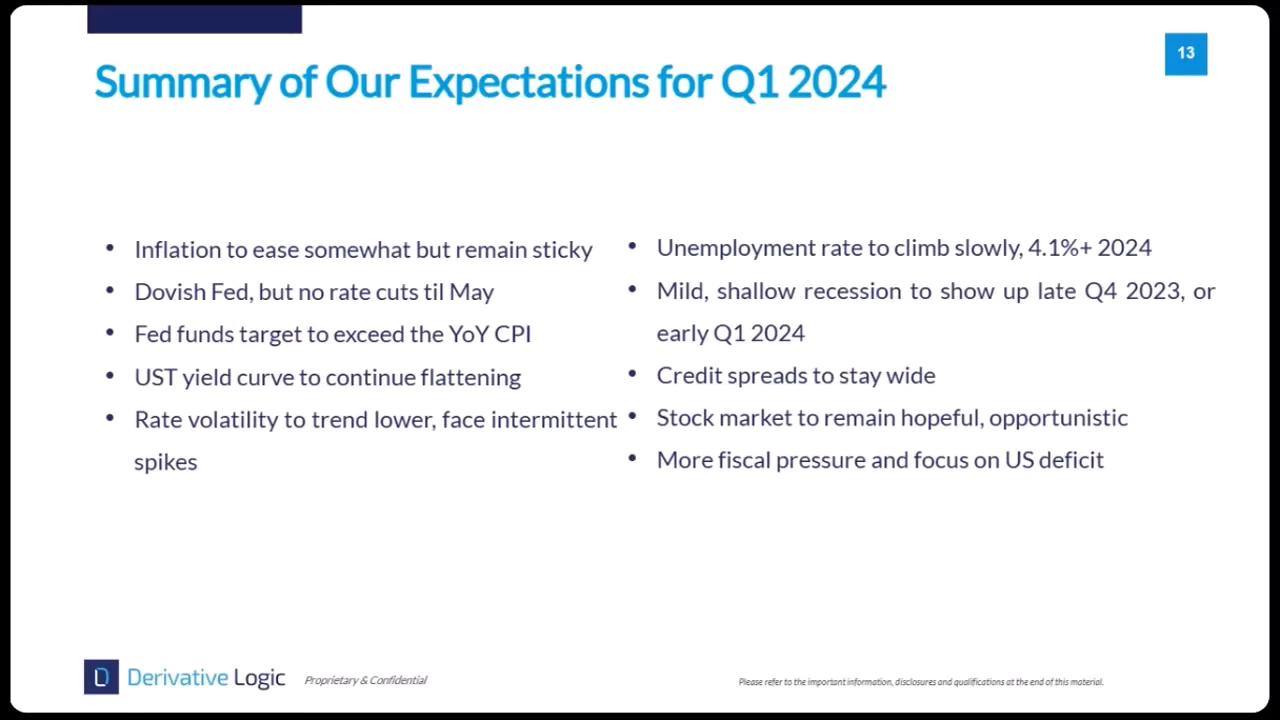 13
Summary of Our Expectations for Q1 2024
• Inflation to ease somewhat but remain sticky
• Dovish Fed, but no rate cuts til May
• Fed funds target to exceed the YoY CPI
• UST yield curve to continue flattening
• Rate volatility to trend lower, face intermittent
spikes
• Unemployment rate to climb slowly, 4.1%+ 2024
• Mild, shallow recession to show up late Q4 2023, or
early Q1 2024
• Credit spreads to stay wide
• Stock market to remain hopeful, opportunistic
• More fiscal pressure and focus on US deficit
D Derivative Logic Proprietary & Confidential
Please refer to the important information, disclosures and qualifications at the end of this material.